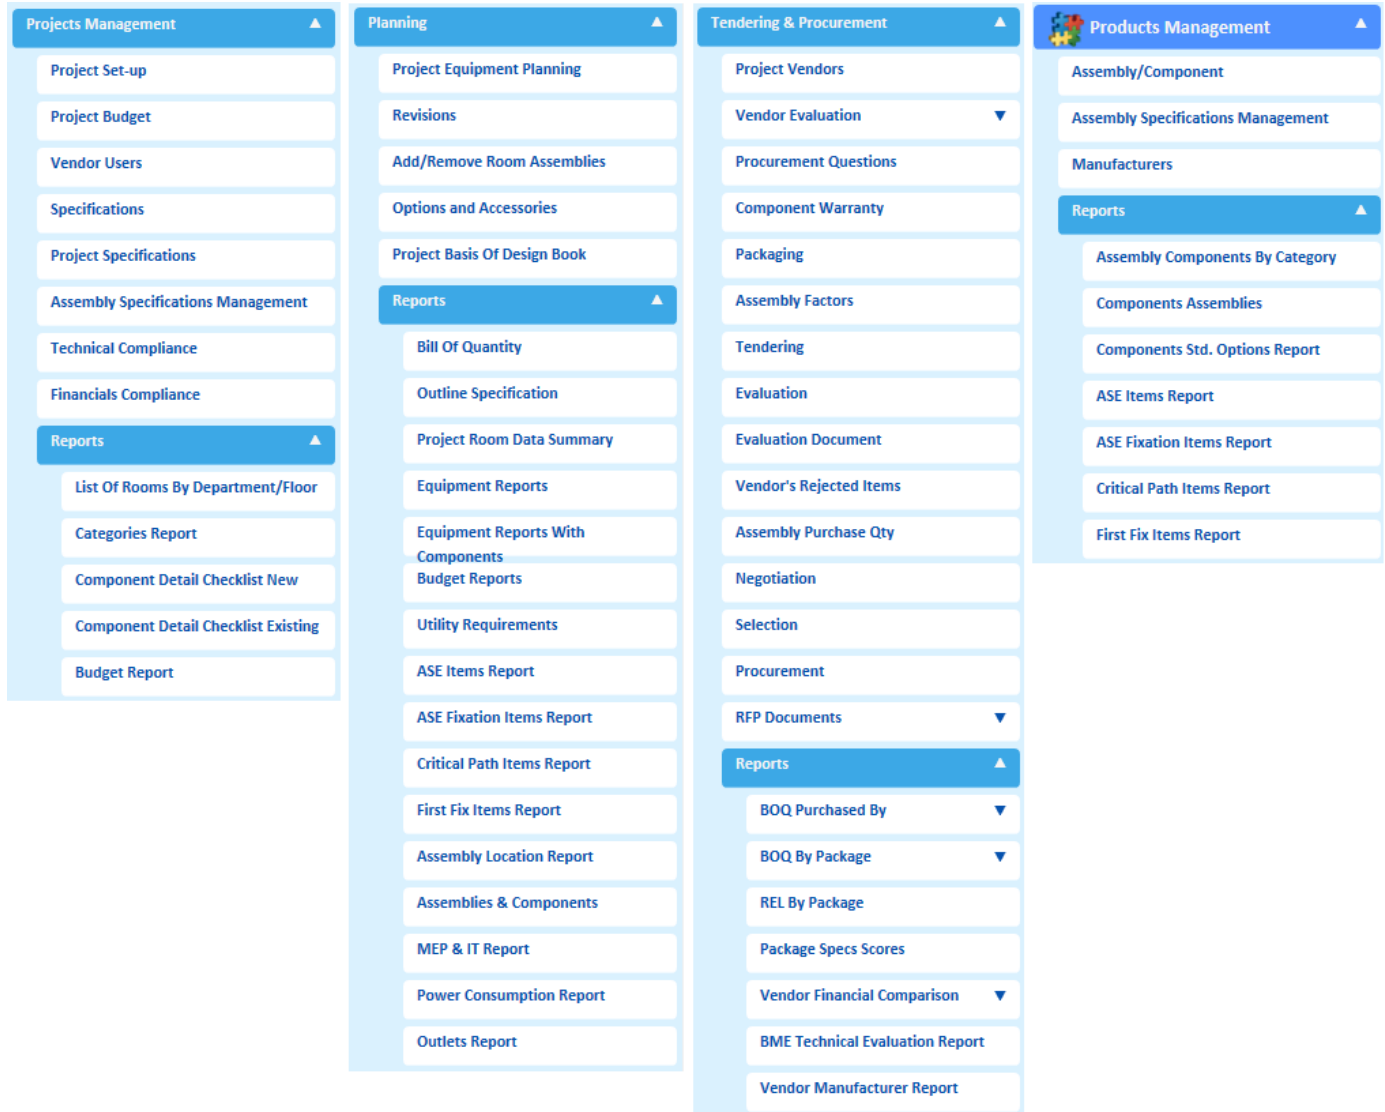 Projects Management
Project Set-up
Project Budget
Vendor Users
Specifications
Project Specifications
Assembly Specifications Management
Technical Compliance
Financials Compliance
Reports
List Of Rooms By Department/Floor
Categories Report
Component Detail Checklist New
Component Detail Checklist Existing
Budget Report
Planning
Project Equipment Planning
Revisions
Add/Remove Room Assemblies
Options and Accessories
Project Basis Of Design Book
Reports
Bill Of Quantity
Outline Specification
Project Room Data Summary
Equipment Reports
Equipment Reports With
Components
Budget Reports
Utility Requirements
ASE Items Report
ASE Fixation Items Report
Critical Path Items Report
First Fix Items Report
Assembly Location Report
Assemblies & Components
MEP & IT Report
Power Consumption Report
Outlets Report
Tendering & Procurement
Project Vendors
Vendor Evaluation
Procurement Questions
Component Warranty
Packaging
Assembly Factors
Tendering
Evaluation
Evaluation Document
Vendor's Rejected Items
Assembly Purchase Qty
Negotiation
Selection
Procurement
RFP Documents
Reports
BOQ Purchased By
BOQ By Package
REL By Package
Package Specs Scores
Vendor Financial Comparison
BME Technical Evaluation Report
Vendor Manufacturer Report
Products Management
Assembly/Component
Assembly Specifications Management
Manufacturers
Reports
Assembly Components By Category
Components Assemblies
Components Std. Options Report
ASE Items Report
ASE Fixation Items Report
Critical Path Items Report
First Fix Items Report